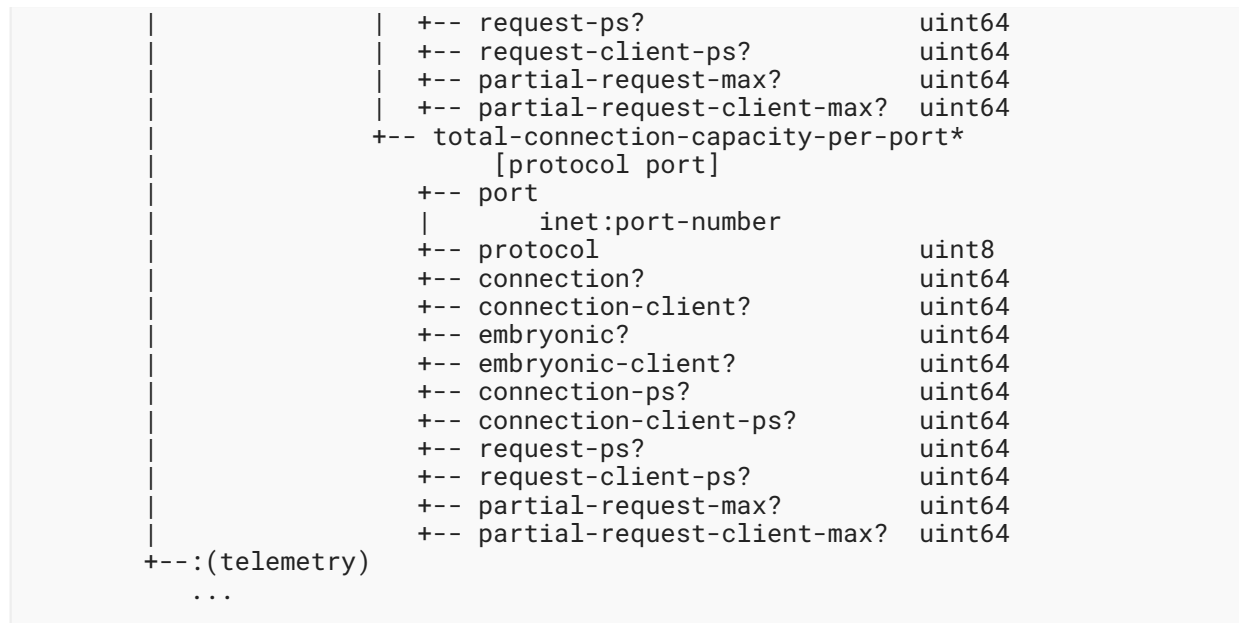 |              |  +-- request-ps?                 uint64
|              |  +-- request-client-ps?          uint64
|              |  +-- partial-request-max?        uint64
|              |  +-- partial-request-client-max?  uint64
|              +-- total-connection-capacity-per-port*
|                      [protocol port]
|                 +-- port
|                 |       inet:port-number
|                 +-- protocol                    uint8
|                 +-- connection?                 uint64
|                 +-- connection-client?          uint64
|                 +-- embryonic?                  uint64
|                 +-- embryonic-client?           uint64
|                 +-- connection-ps?              uint64
|                 +-- connection-client-ps?       uint64
|                 +-- request-ps?                 uint64
|                 +-- request-client-ps?          uint64
|                 +-- partial-request-max?        uint64
|                 +-- partial-request-client-max?  uint64
+--:(telemetry)
   ...